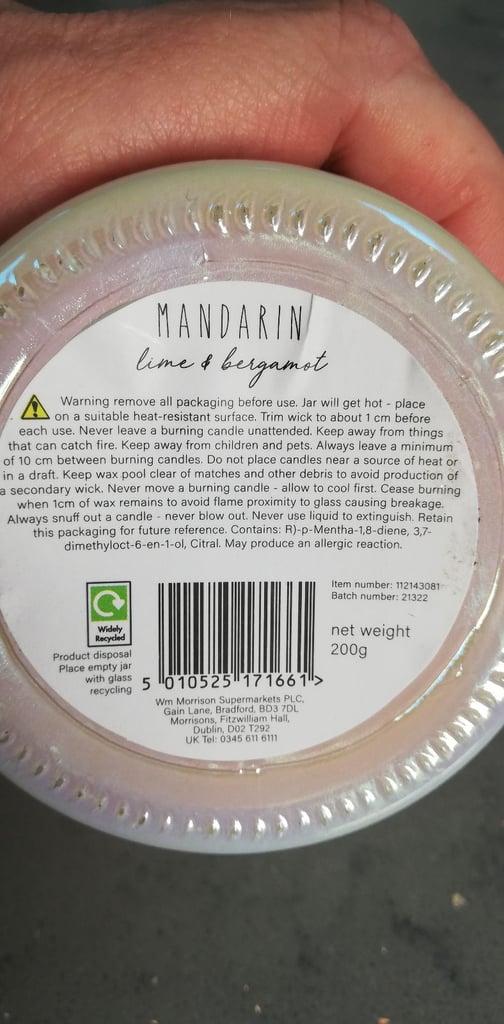 MANDARIN
lime & bergamot
Warning remove all packaging before use. Jar will get hot - place
on a suitable heat-resistant surface. Trim wick to about 1 cm before
each use. Never leave a burning candle unattended. Keep away from things
that can catch fire. Keep away from children and pets. Always leave a minimum
of 10 cm between burning candles. Do not place candles near a source of heat or
in a draft. Keep wax pool clear of matches and other debris to avoid production of
a secondary wick. Never move a burning candle - allow to cool first. Cease burning
when 1cm of wax remains to avoid flame proximity to glass causing breakage.
Always snuff out a candle - never blow out. Never use liquid to extinguish. Retain
this packaging for future reference. Contains: R)-p-Mentha-1,8-diene, 3,7-
dimethyloct-6-en-1-ol, Citral. May produce an allergic reaction.
Widely
Recycled
Product disposal
Place empty jar
with glass
recycling
5 010525 171661 >
Item number: 112143081
Batch number: 21322
net weight
200g
Wm Morrison Supermarkets PLC,
Gain Lane, Bradford, BD3 7DL
Morrisons, Fitzwilliam Hall,
Dublin, D02 T292
UK Tel: 0345 611 6111